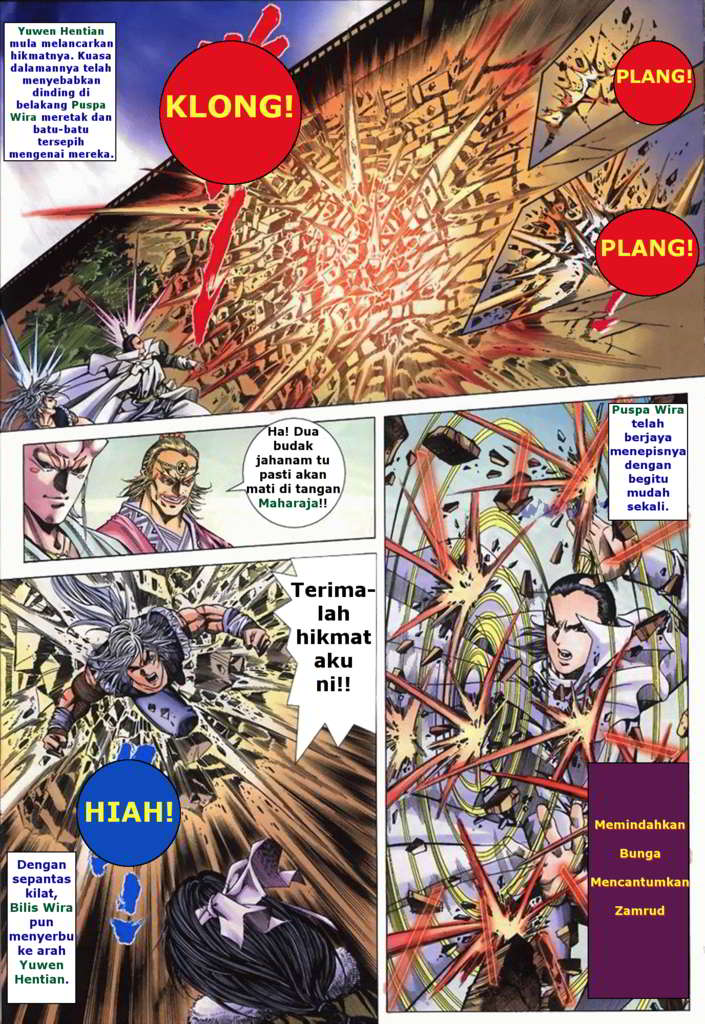 Yuwen Hentian
mula melancarkan
hikmatnya. Kuasa
dalamannya telah
menyebabkan
dinding di
belakang Puspa
Wira meretak dan
batu-batu
tersepih
mengenai mereka.
KLONG!
PLANG!
PLANG!
Ha! Dua
budak
jahanam tu
pasti akan
mati di tangan
Maharaja!!
Puspa Wira
telah
berjaya
menepisnya
dengan
begitu
mudah
sekali.
Terima-
lah
hikmat
aku
ni!!
HIAH!
Dengan
sepantas
kilat,
Bilis Wira
pun
menyerbu
ke arah
Yuwen
Hentian.
Memindahkan
Bunga
Mencantumkan
Zamrud